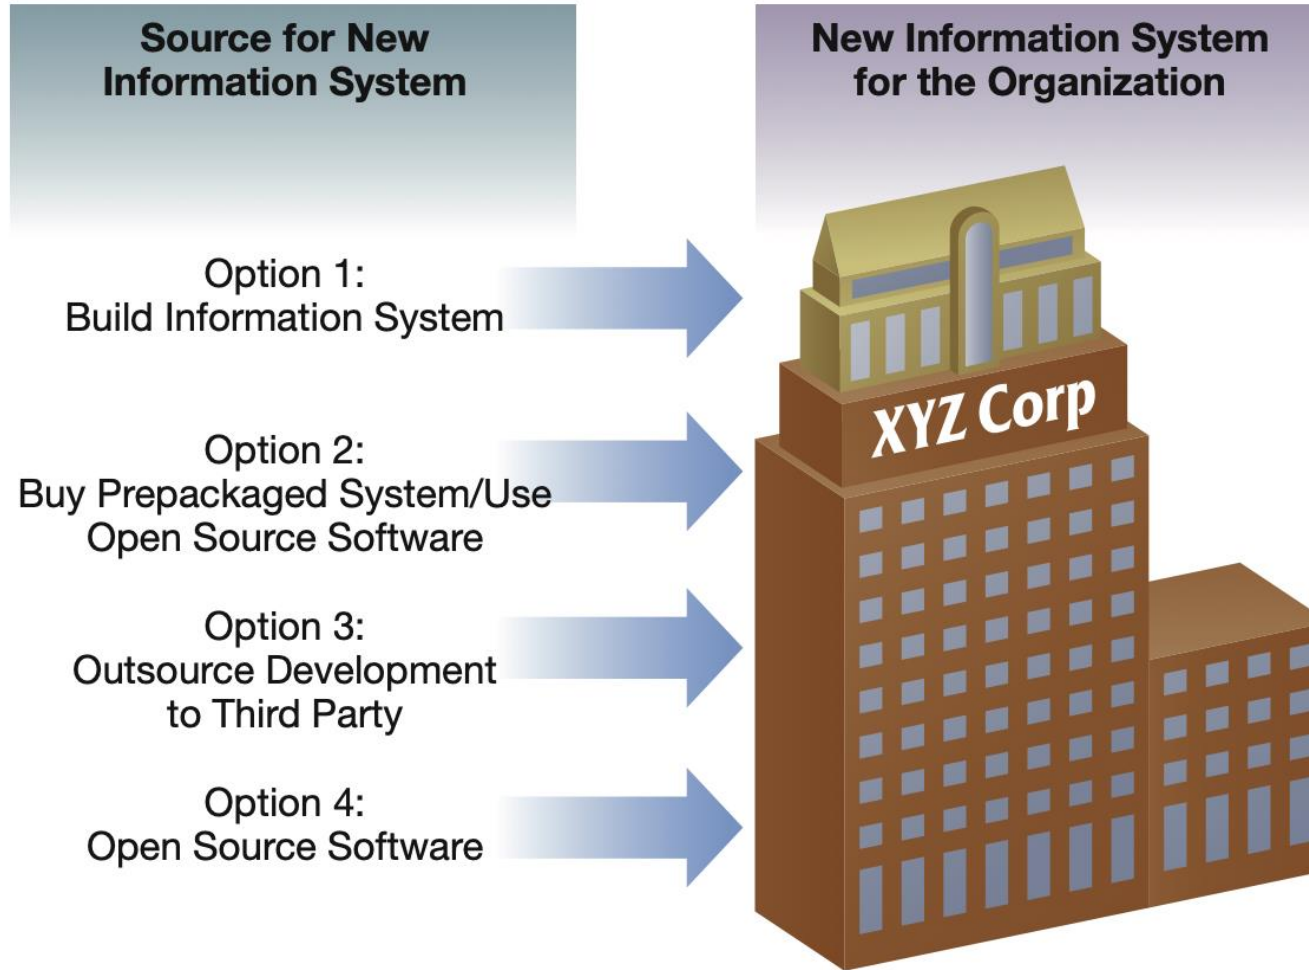 Source for New
Information System
New Information System
for the Organization
Option 1:
Build Information System
XYZ Corp
Option 2:
Buy Prepackaged System/Use
Open Source Software
Option 3:
Outsource Development
to Third Party
Option 4:
Open Source Software